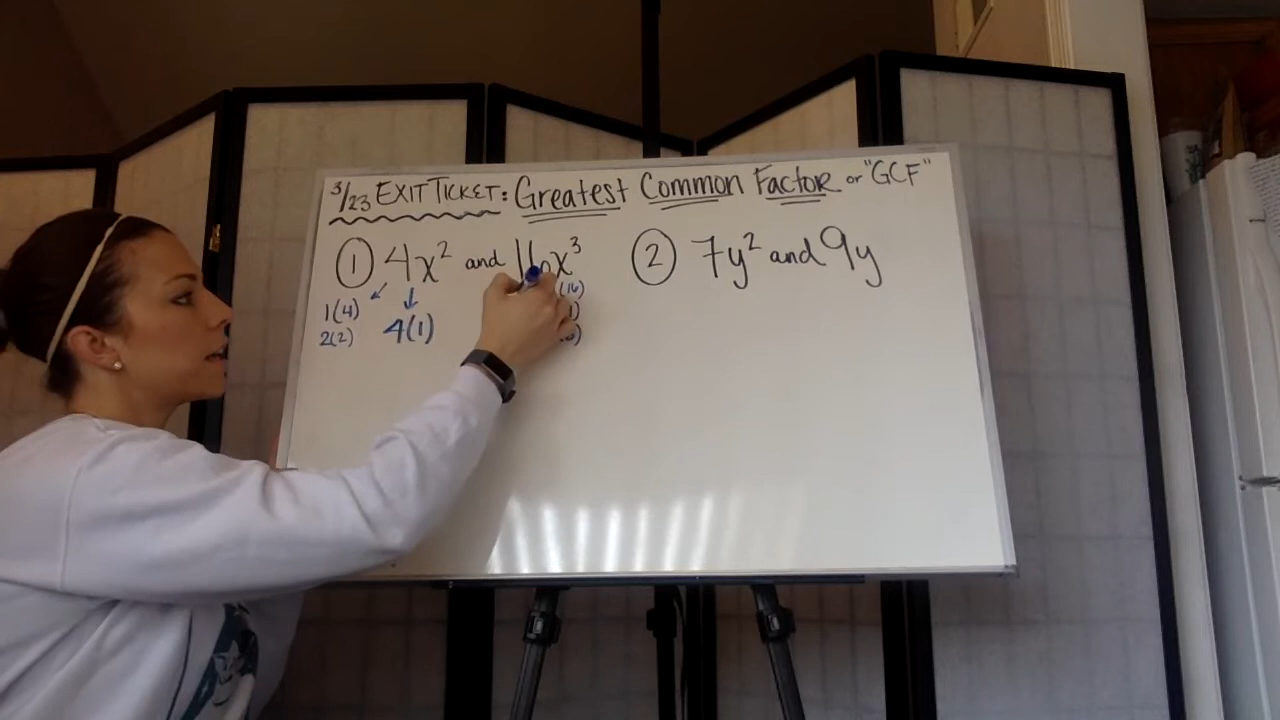 3/23 EXIT TICKET: Greatest Common Factor or "GCF"
① 4x² and 16x³ ② 7y² and 9y
1(4) (16)
2(2) 4(1)